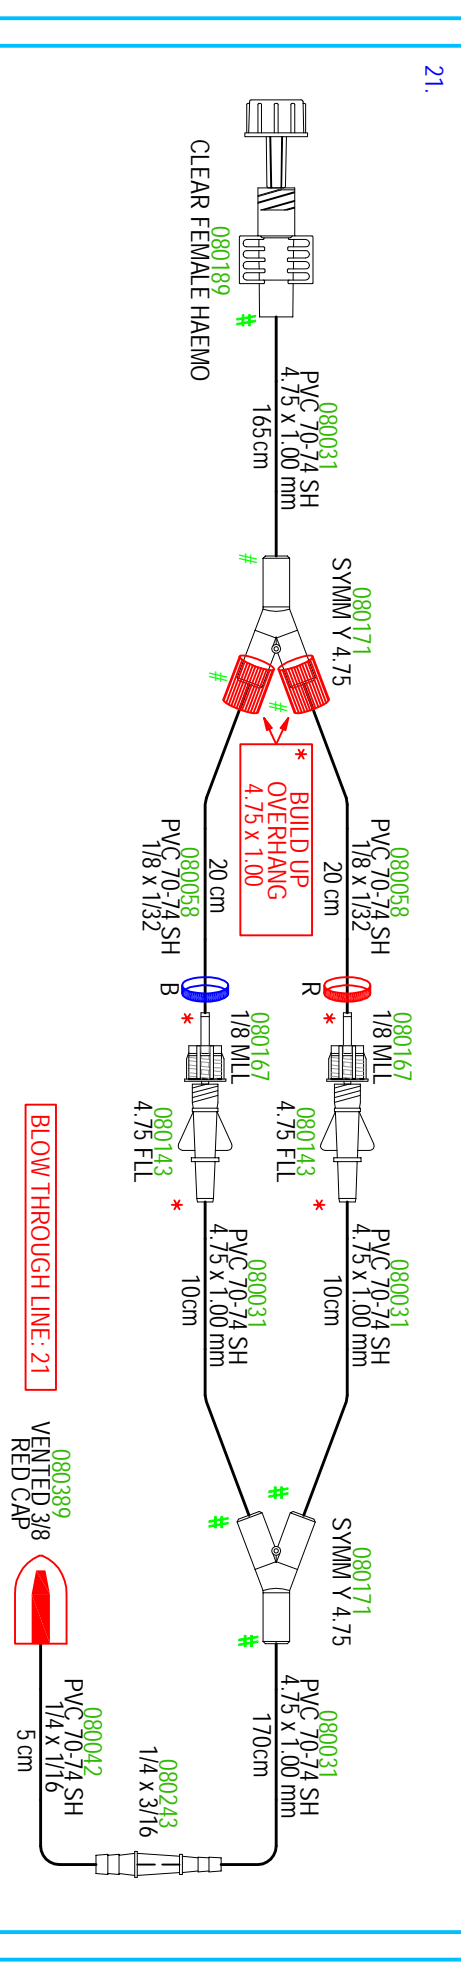 21.
080189
CLEAR FEMALE HAEMO
#
080031
PVC 70-74 SH
4.75 x 1.00 mm
165cm
080171
SYMM Y 4.75
#
#
#
*
BUILD UP
OVERHANG
4.75 x 1.00
080058
PVC 70-74 SH
1/8 x 1/32
20 cm
080058
PVC 70-74 SH
1/8 x 1/32
20 cm
R
B
080167
1/8 MLL
*
080167
1/8 MLL
*
080143
4.75 FLL
*
080143
4.75 FLL
*
080031
PVC 70-74 SH
4.75 x 1.00 mm
10cm
080031
PVC 70-74 SH
4.75 x 1.00 mm
10cm
BLOW THROUGH LINE: 21
080171
SYMM Y 4.75
#
#
#
080031
PVC 70-74 SH
4.75 x 1.00 mm
170cm
080243
1/4 x 3/16
080042
PVC 70-74 SH
1/4 x 1/16
5 cm
080389
VENTED 3/8
RED CAP